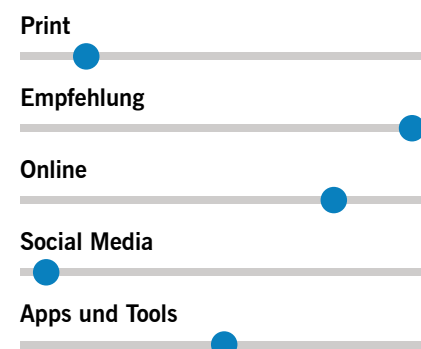 Print
Empfehlung
Online
Social Media
Apps und Tools